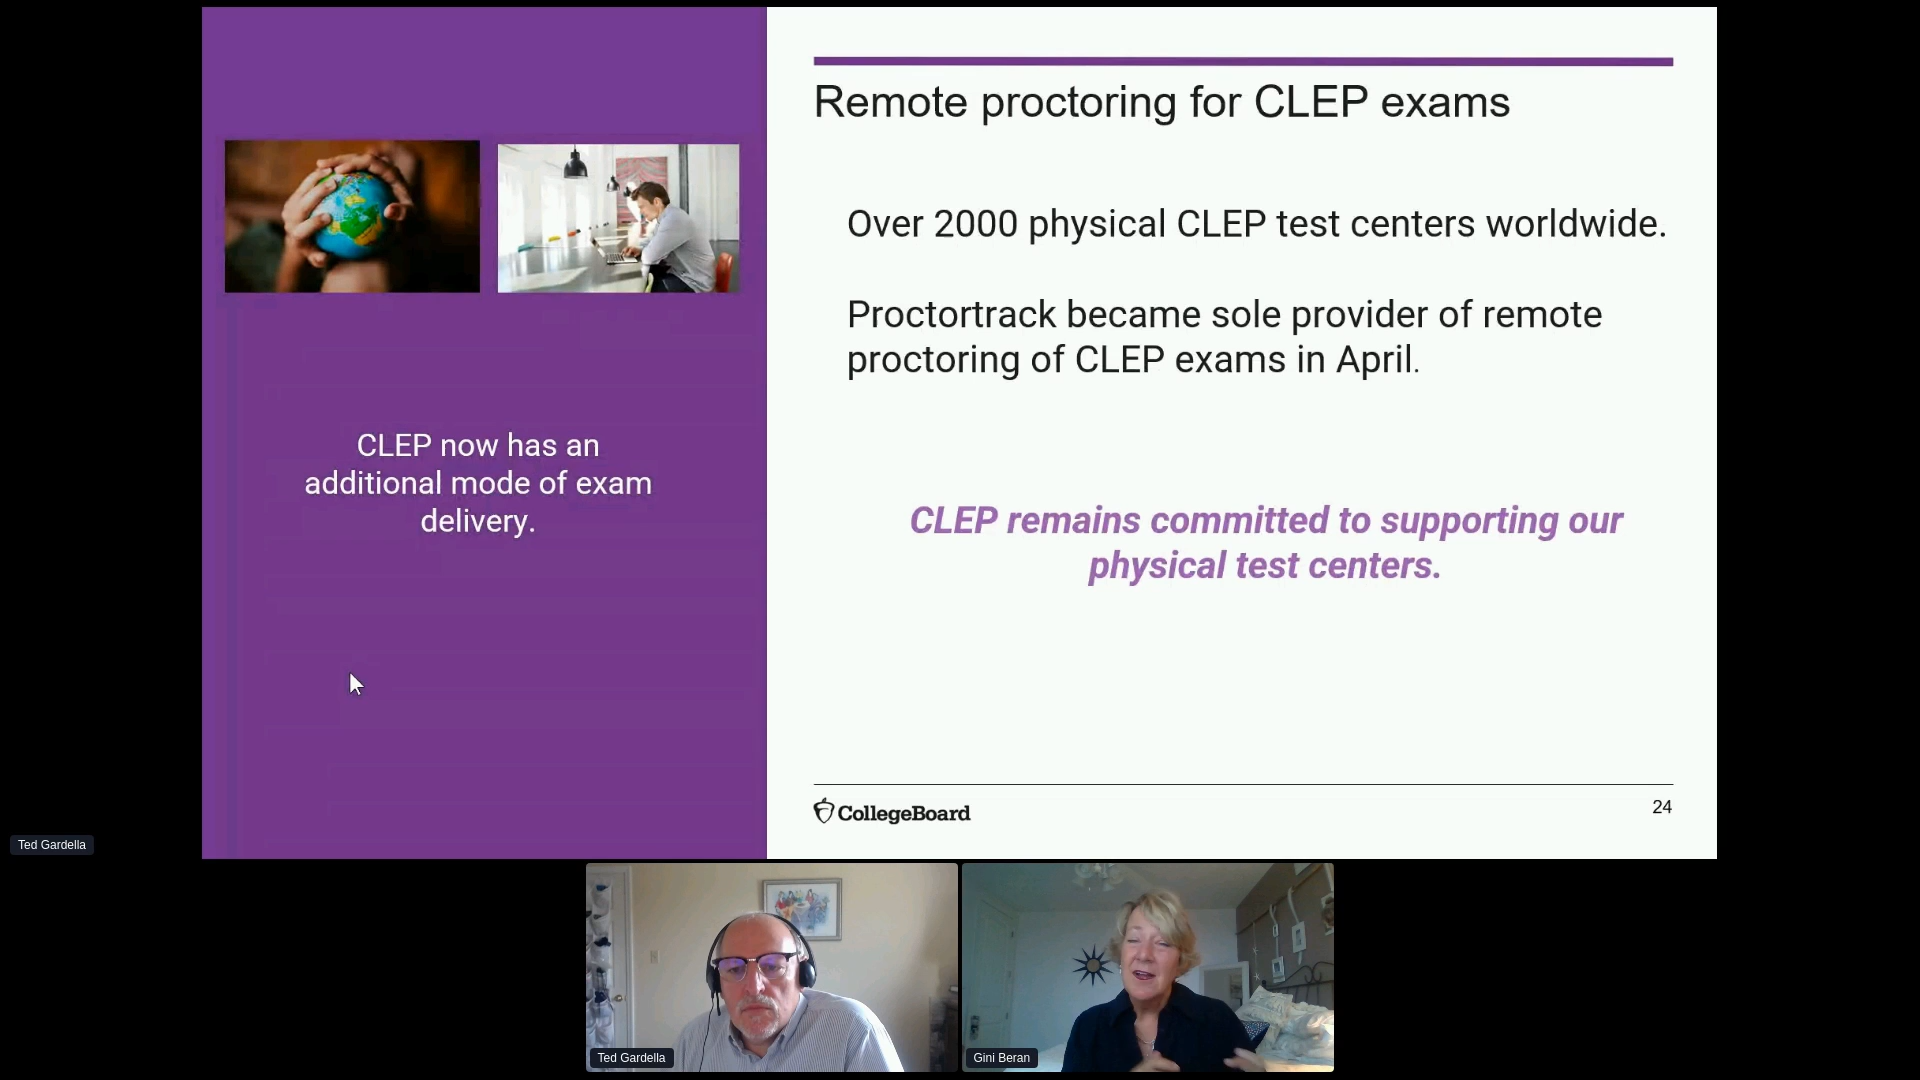 Remote proctoring for CLEP exams
Over 2000 physical CLEP test centers worldwide.
Proctortrack became sole provider of remote
proctoring of CLEP exams in April.
CLEP now has an
additional mode of exam
delivery.
CLEP remains committed to supporting our
physical test centers.
CollegeBoard
24
Ted Gardella
Ted Gardella
Gini Beran